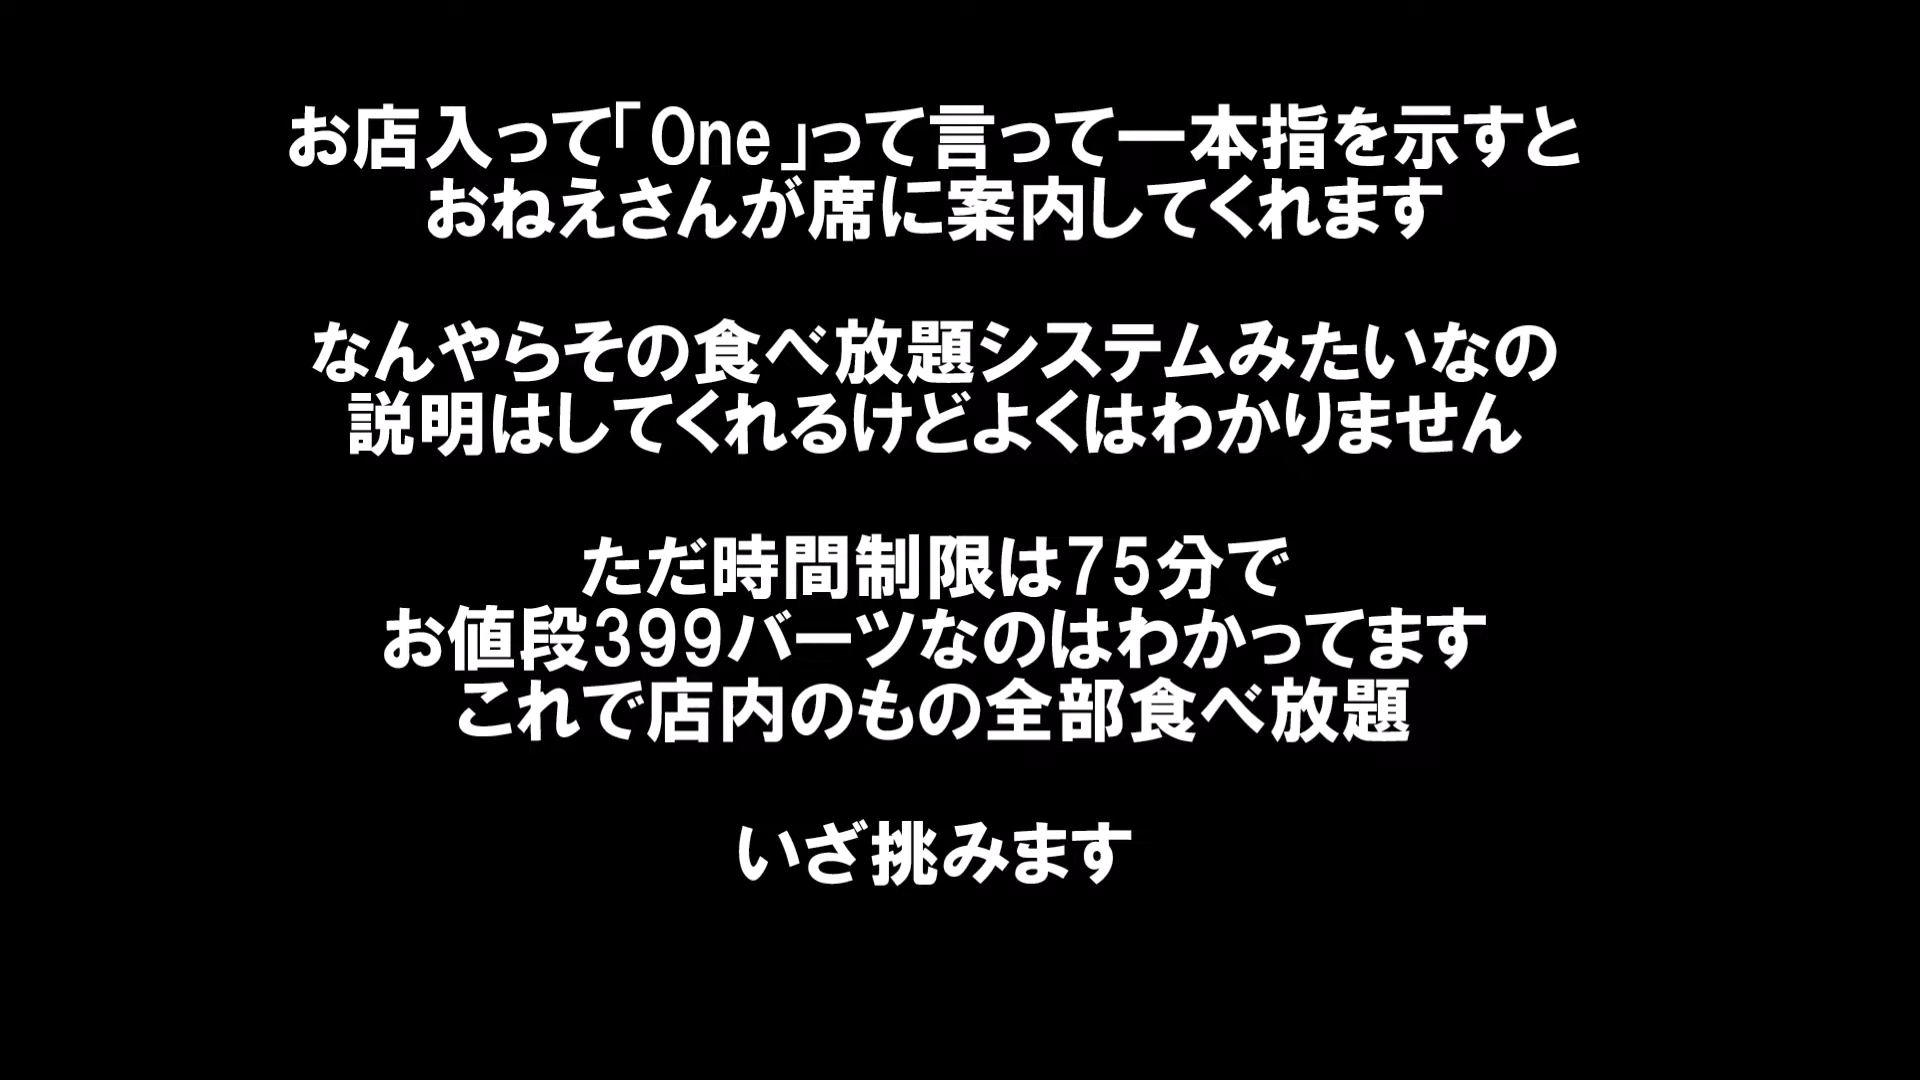 お店入って「One」って言って一本指を示すと
おねえさんが席に案内してくれます
なんやらその食べ放題システムみたいなの
説明はしてくれるけどよくはわかりません
ただ時間制限は75分で
お値段399バーツなのはわかってます
これで店内のもの全部食べ放題
いざ挑みます